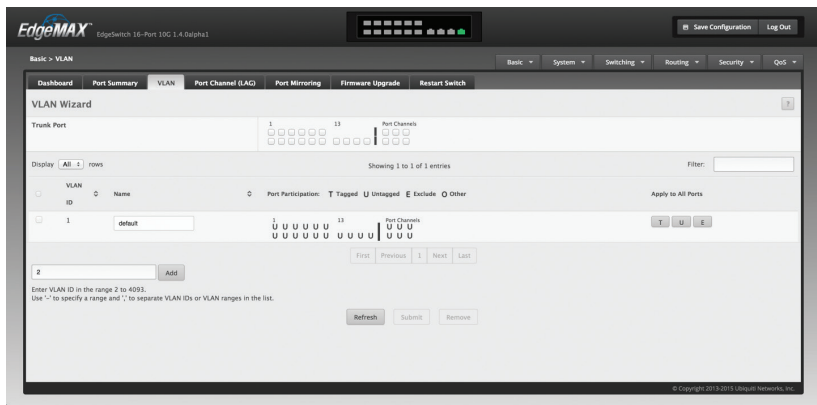 EdgeMAX™ EdgeSwitch 16-Port 10G 1.4.0alpha1
Save Configuration Log Out
Basic > VLAN
Basic System Switching Routing Security QoS
Dashboard Port Summary VLAN Port Channel (LAG) Port Mirroring Firmware Upgrade Restart Switch
VLAN Wizard ?
Trunk Port
1 13 Port Channels
Display All rows Showing 1 to 1 of 1 entries Filter:
VLAN ID Name Port Participation: T Tagged U Untagged E Exclude O Other Apply to All Ports
1 13 Port Channels
1 default U U U U U U U U U T U E
U U U U U U U U U U U U U
First Previous 1 Next Last
2 Add
Enter VLAN ID in the range 2 to 4093.
Use '-' to specify a range and ',' to separate VLAN IDs or VLAN ranges in the list.
Refresh Submit Remove
© Copyright 2013-2015 Ubiquiti Networks, Inc.